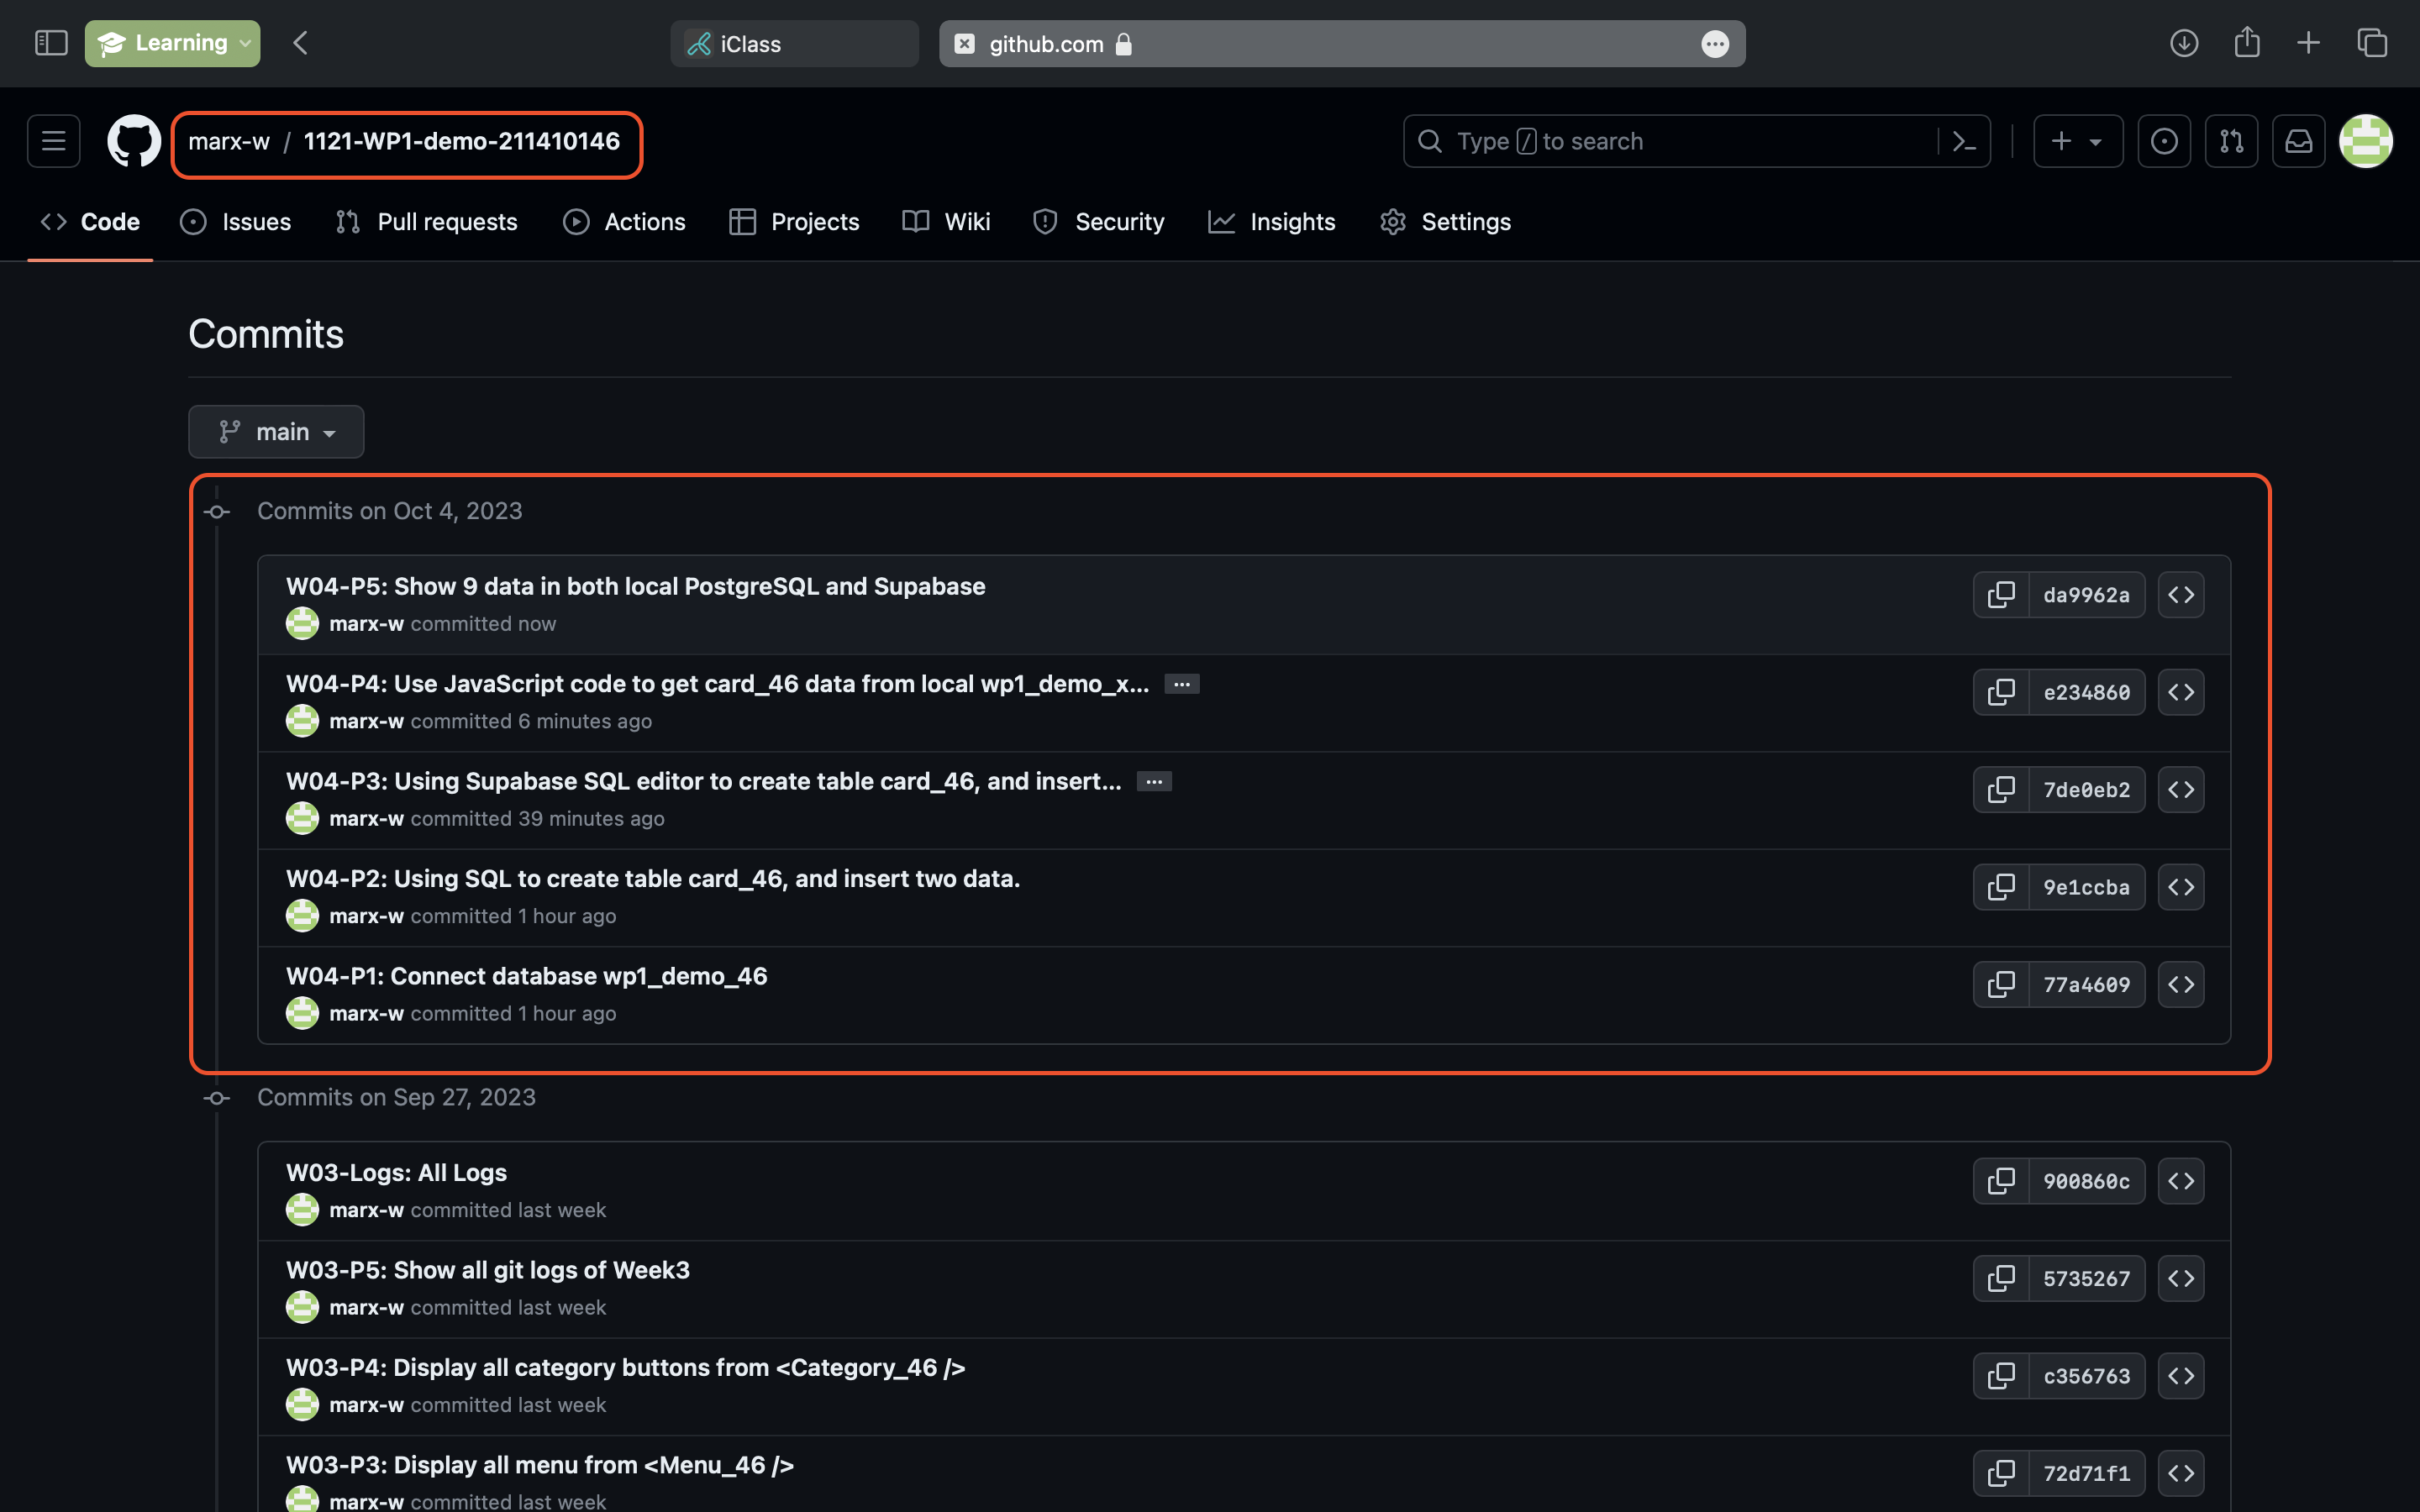 Learning
iClass
github.com
marx-w / 1121-WP1-demo-211410146
Type / to search
Code
Issues
Pull requests
Actions
Projects
Wiki
Security
Insights
Settings
Commits
main
Commits on Oct 4, 2023
W04-P5: Show 9 data in both local PostgreSQL and Supabase
marx-w committed now
da9962a
W04-P4: Use JavaScript code to get card_46 data from local wp1_demo_x... ...
marx-w committed 6 minutes ago
e234860
W04-P3: Using Supabase SQL editor to create table card_46, and insert... ...
marx-w committed 39 minutes ago
7de0eb2
W04-P2: Using SQL to create table card_46, and insert two data.
marx-w committed 1 hour ago
9e1ccba
W04-P1: Connect database wp1_demo_46
marx-w committed 1 hour ago
77a4609
Commits on Sep 27, 2023
W03-Logs: All Logs
marx-w committed last week
900860c
W03-P5: Show all git logs of Week3
marx-w committed last week
5735267
W03-P4: Display all category buttons from <Category_46 />
marx-w committed last week
c356763
W03-P3: Display all menu from <Menu_46 />
marx-w committed last week
72d71f1